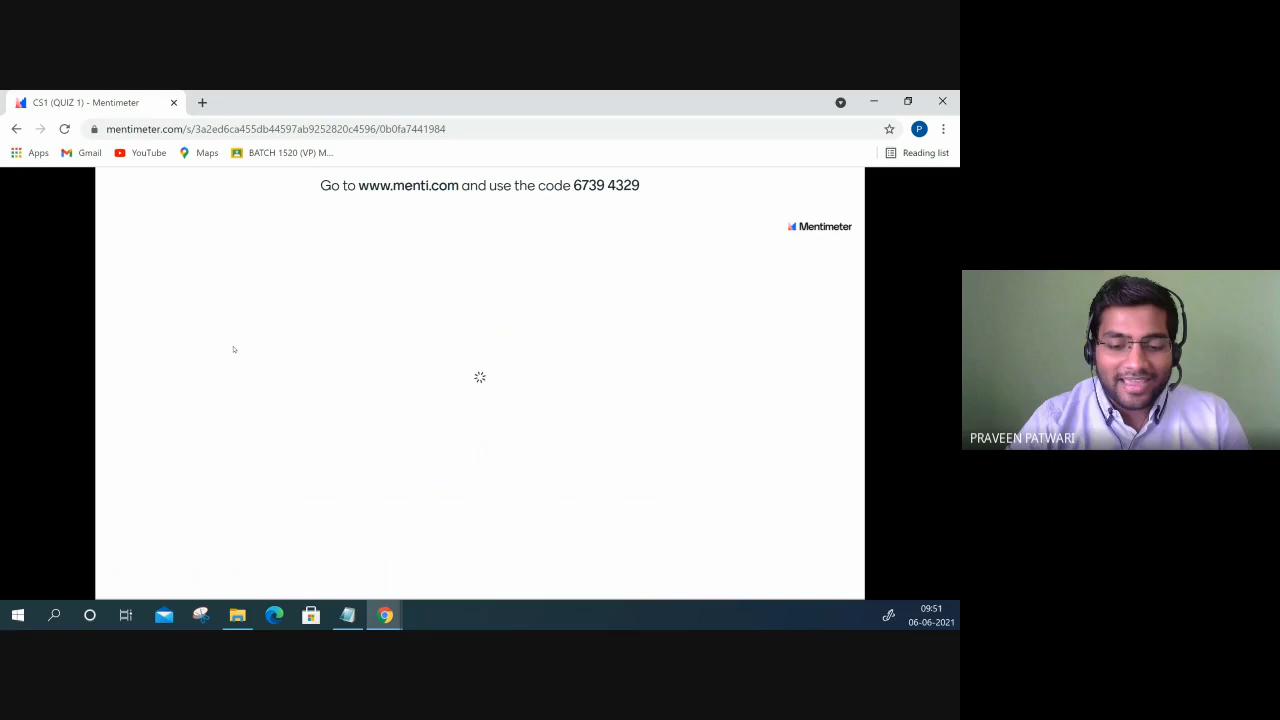 CS1 (QUIZ 1) - Mentimeter
mentimeter.com/s/3a2ed6ca455db44597ab9252820c4596/0b0fa7441984
P
Apps Gmail YouTube Maps BATCH 1520 (VP) M... Reading list
Go to www.menti.com and use the code 6739 4329
Mentimeter
PRAVEEN PATWARI
09:51
06-06-2021